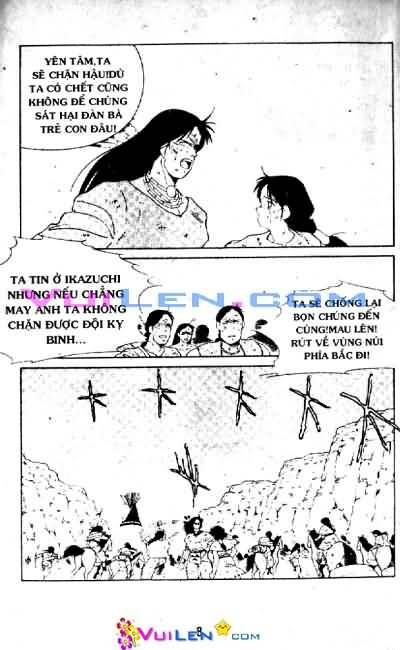 YÊN TÂM,TA
SẼ CHẬN HẬU!DÙ
TA CÓ CHẾT CŨNG
KHÔNG ĐỂ CHÚNG
SÁT HẠI ĐÀN BÀ
TRẺ CON ĐÂU!
TA TIN Ở IKAZUCHI
NHƯNG NẾU CHẲNG
MAY ANH TA KHÔNG
CHẶN ĐƯỢC ĐỘI KỴ
BINH...
TA SẼ CHỐNG LẠI
BỌN CHÚNG ĐẾN
CÙNG!MAU LÊN!
RÚT VỀ VÙNG NÚI
PHÍA BẮC ĐI!
VUILEN.COM
8
VUILEN.COM